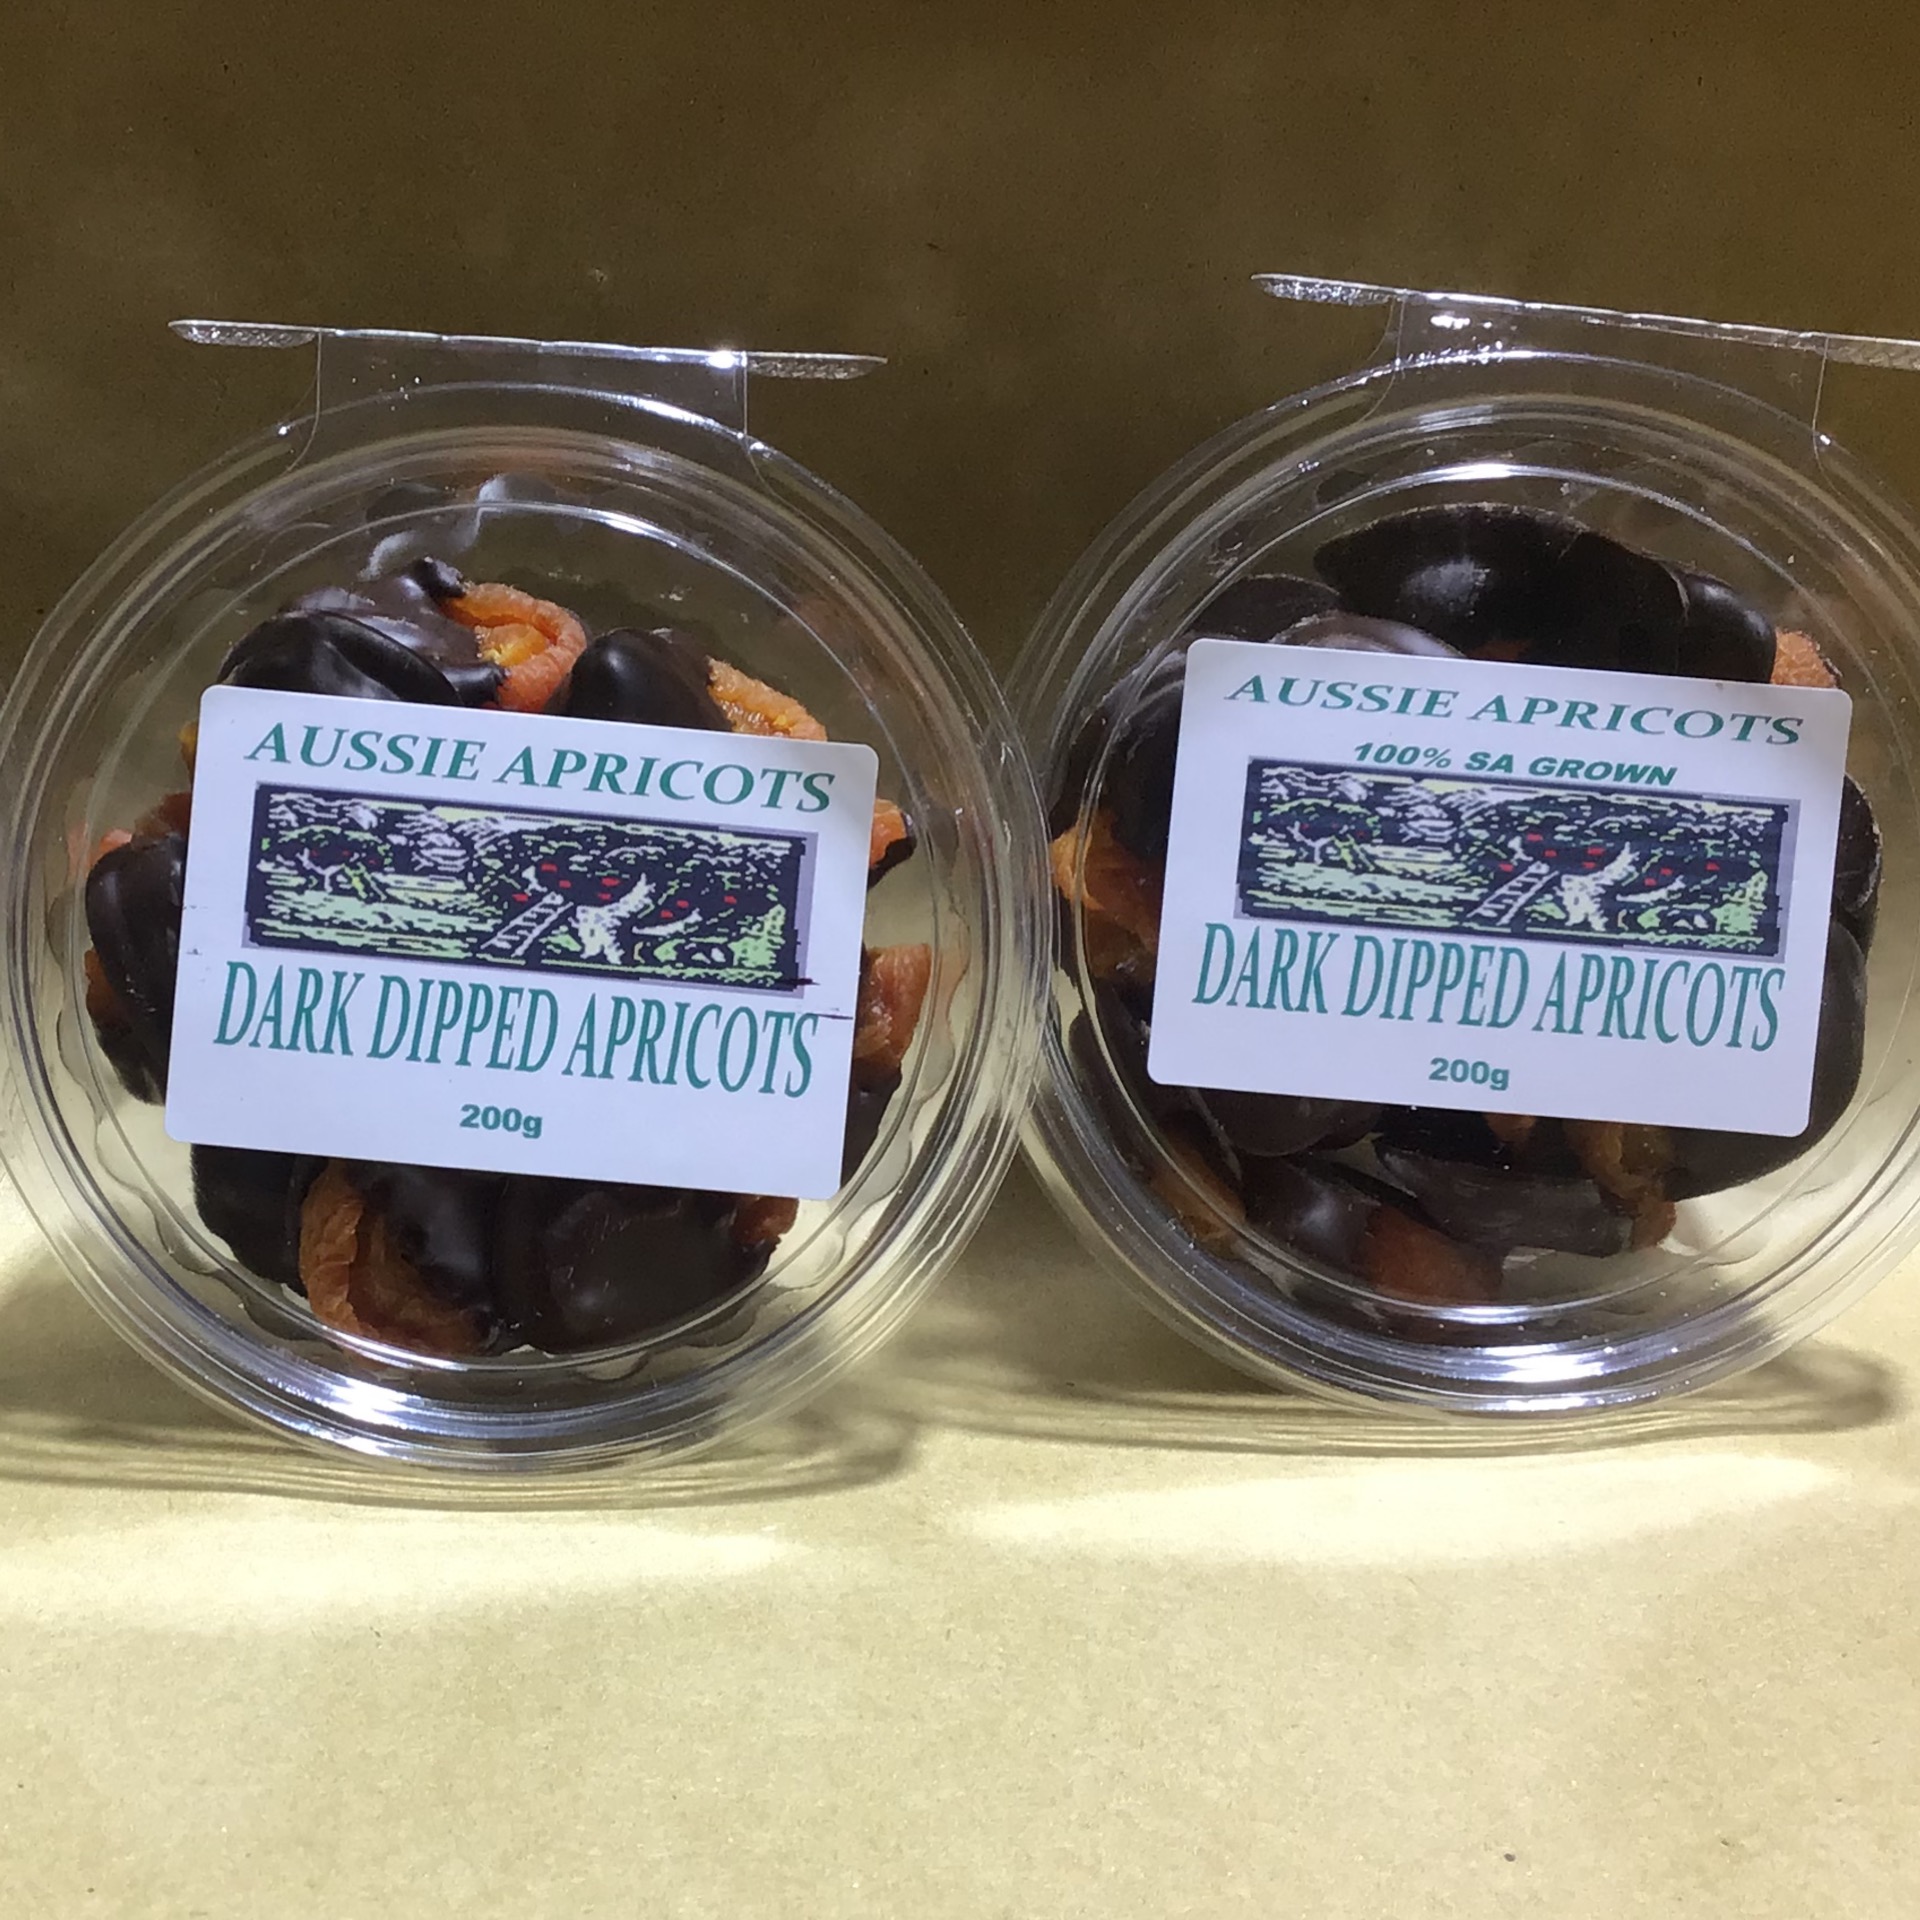 AUSSIE APRICOTS
DARK DIPPED APRICOTS
200g
AUSSIE APRICOTS
100% SA GROWN
DARK DIPPED APRICOTS
200g